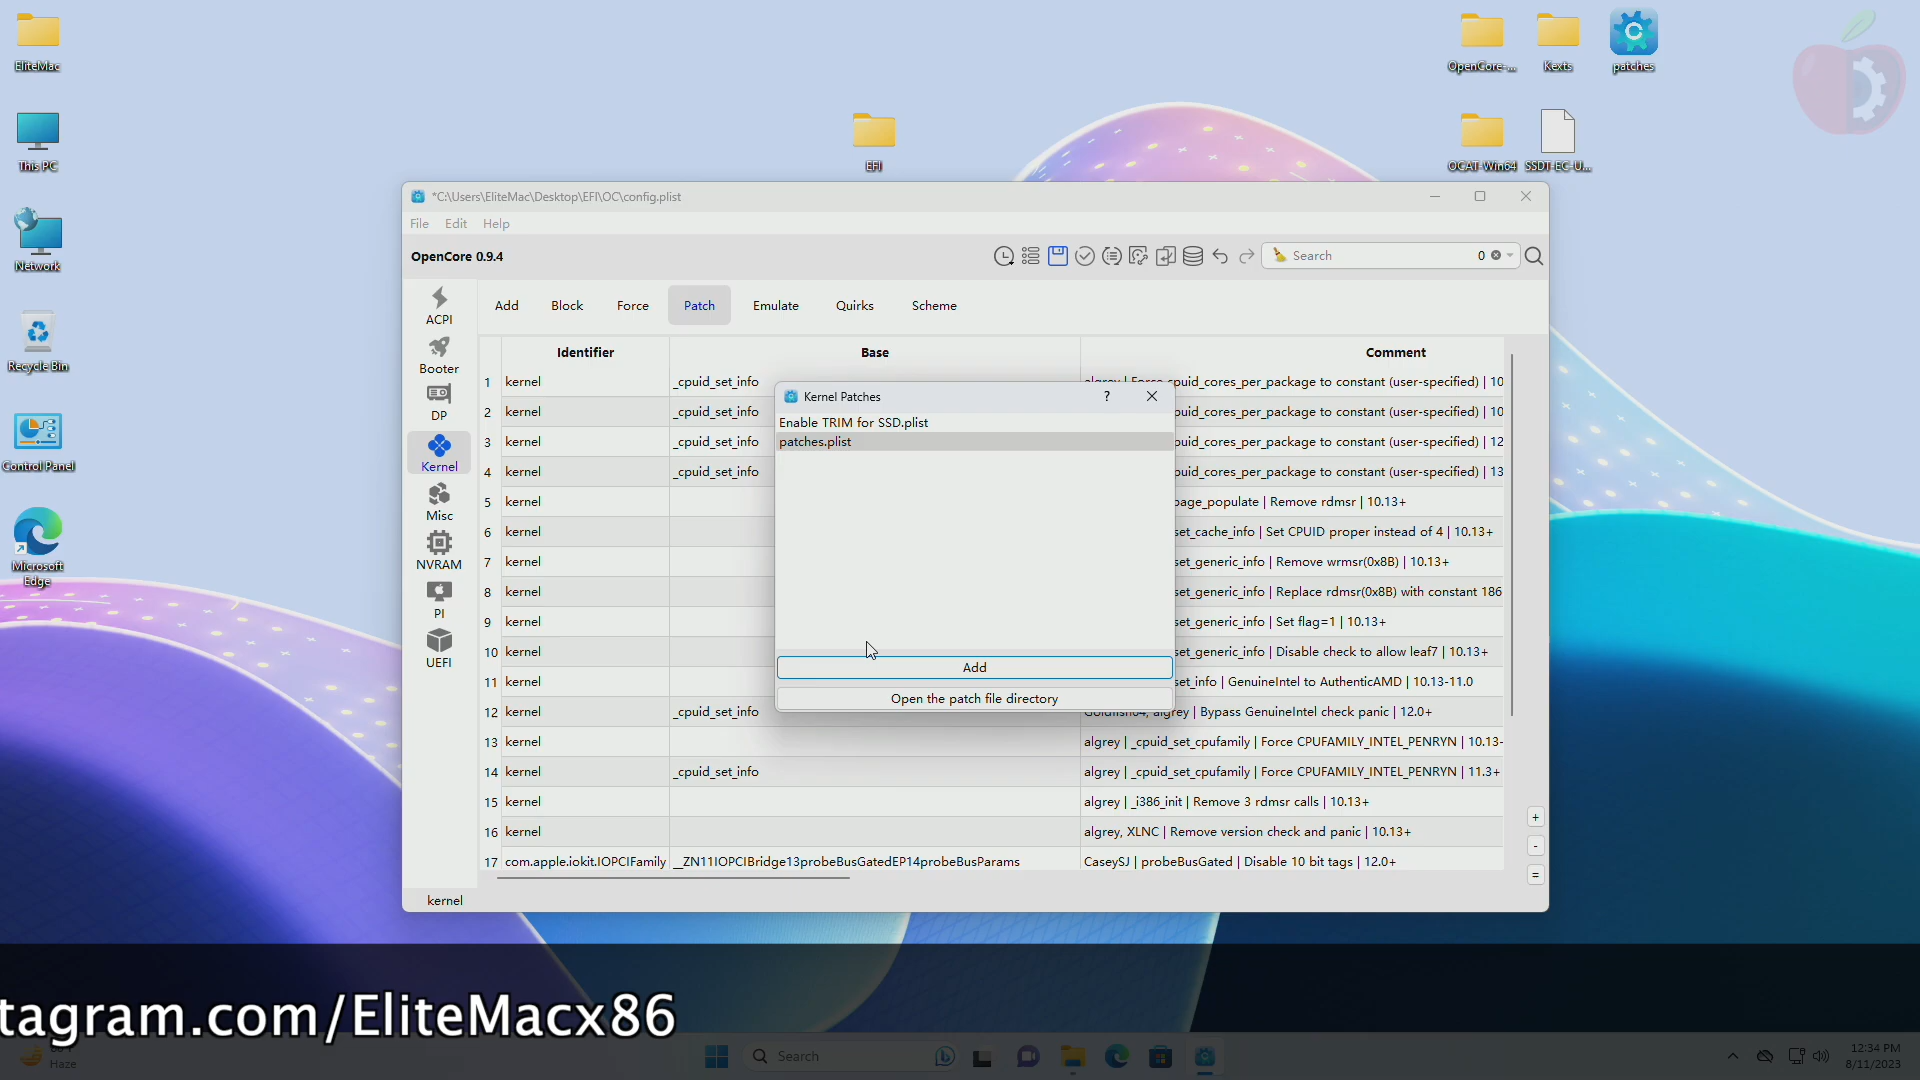 EliteMac
This PC
Network
Recycle Bin
Control Panel
Microsoft
Edge
EFI
OpenCore-...
Kexts
patches
OCAT-Win64
SSDT-EC-U...
*C:\Users\EliteMac\Desktop\EFI\OC\config.plist
File Edit Help
OpenCore 0.9.4
Search 0
ACPI
Booter
DP
Kernel
Misc
NVRAM
PI
UEFI
Add Block Force Patch Emulate Quirks Scheme
Identifier Base Comment
1 kernel _cpuid_set_info algrey | Force cpuid_cores_per_package to constant (user-specified) | 10
2 kernel _cpuid_set_info puid_cores_per_package to constant (user-specified) | 10
3 kernel _cpuid_set_info puid_cores_per_package to constant (user-specified) | 12
4 kernel _cpuid_set_info puid_cores_per_package to constant (user-specified) | 13
5 kernel page_populate | Remove rdmsr | 10.13+
6 kernel set_cache_info | Set CPUID proper instead of 4 | 10.13+
7 kernel set_generic_info | Remove wrmsr(0x8B) | 10.13+
8 kernel set_generic_info | Replace rdmsr(0x8B) with constant 186
9 kernel set_generic_info | Set flag=1 | 10.13+
10 kernel set_generic_info | Disable check to allow leaf7 | 10.13+
11 kernel set_info | GenuineIntel to AuthenticAMD | 10.13-11.0
12 kernel _cpuid_set_info Goldfish64, algrey | Bypass GenuineIntel check panic | 12.0+
13 kernel algrey | _cpuid_set_cpufamily | Force CPUFAMILY_INTEL_PENRYN | 10.13-
14 kernel _cpuid_set_info algrey | _cpuid_set_cpufamily | Force CPUFAMILY_INTEL_PENRYN | 11.3+
15 kernel algrey | _i386_init | Remove 3 rdmsr calls | 10.13+
16 kernel algrey, XLNC | Remove version check and panic | 10.13+
17 com.apple.iokit.IOPCIFamily __ZN11IOPCIBridge13probeBusGatedEP14probeBusParams CaseySJ | probeBusGated | Disable 10 bit tags | 12.0+
Kernel Patches ?
Enable TRIM for SSD.plist
patches.plist
Add
Open the patch file directory
+
-
=
kernel
tagram.com/EliteMacx86
Haze
Search
12:34 PM
8/11/2023